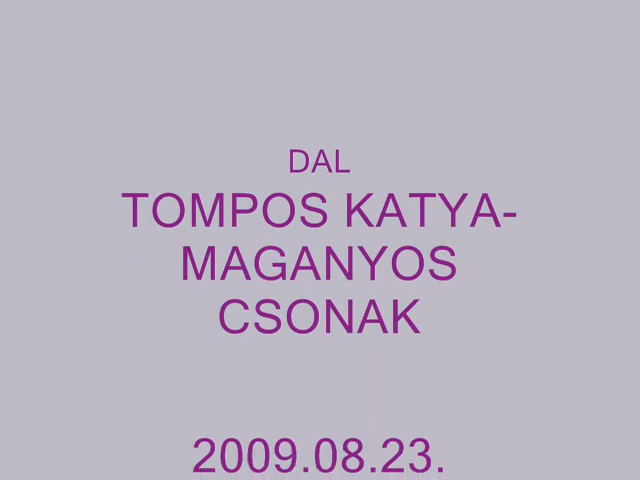 DAL
TOMPOS KATYA-
MAGANYOS
CSONAK
2009.08.23.